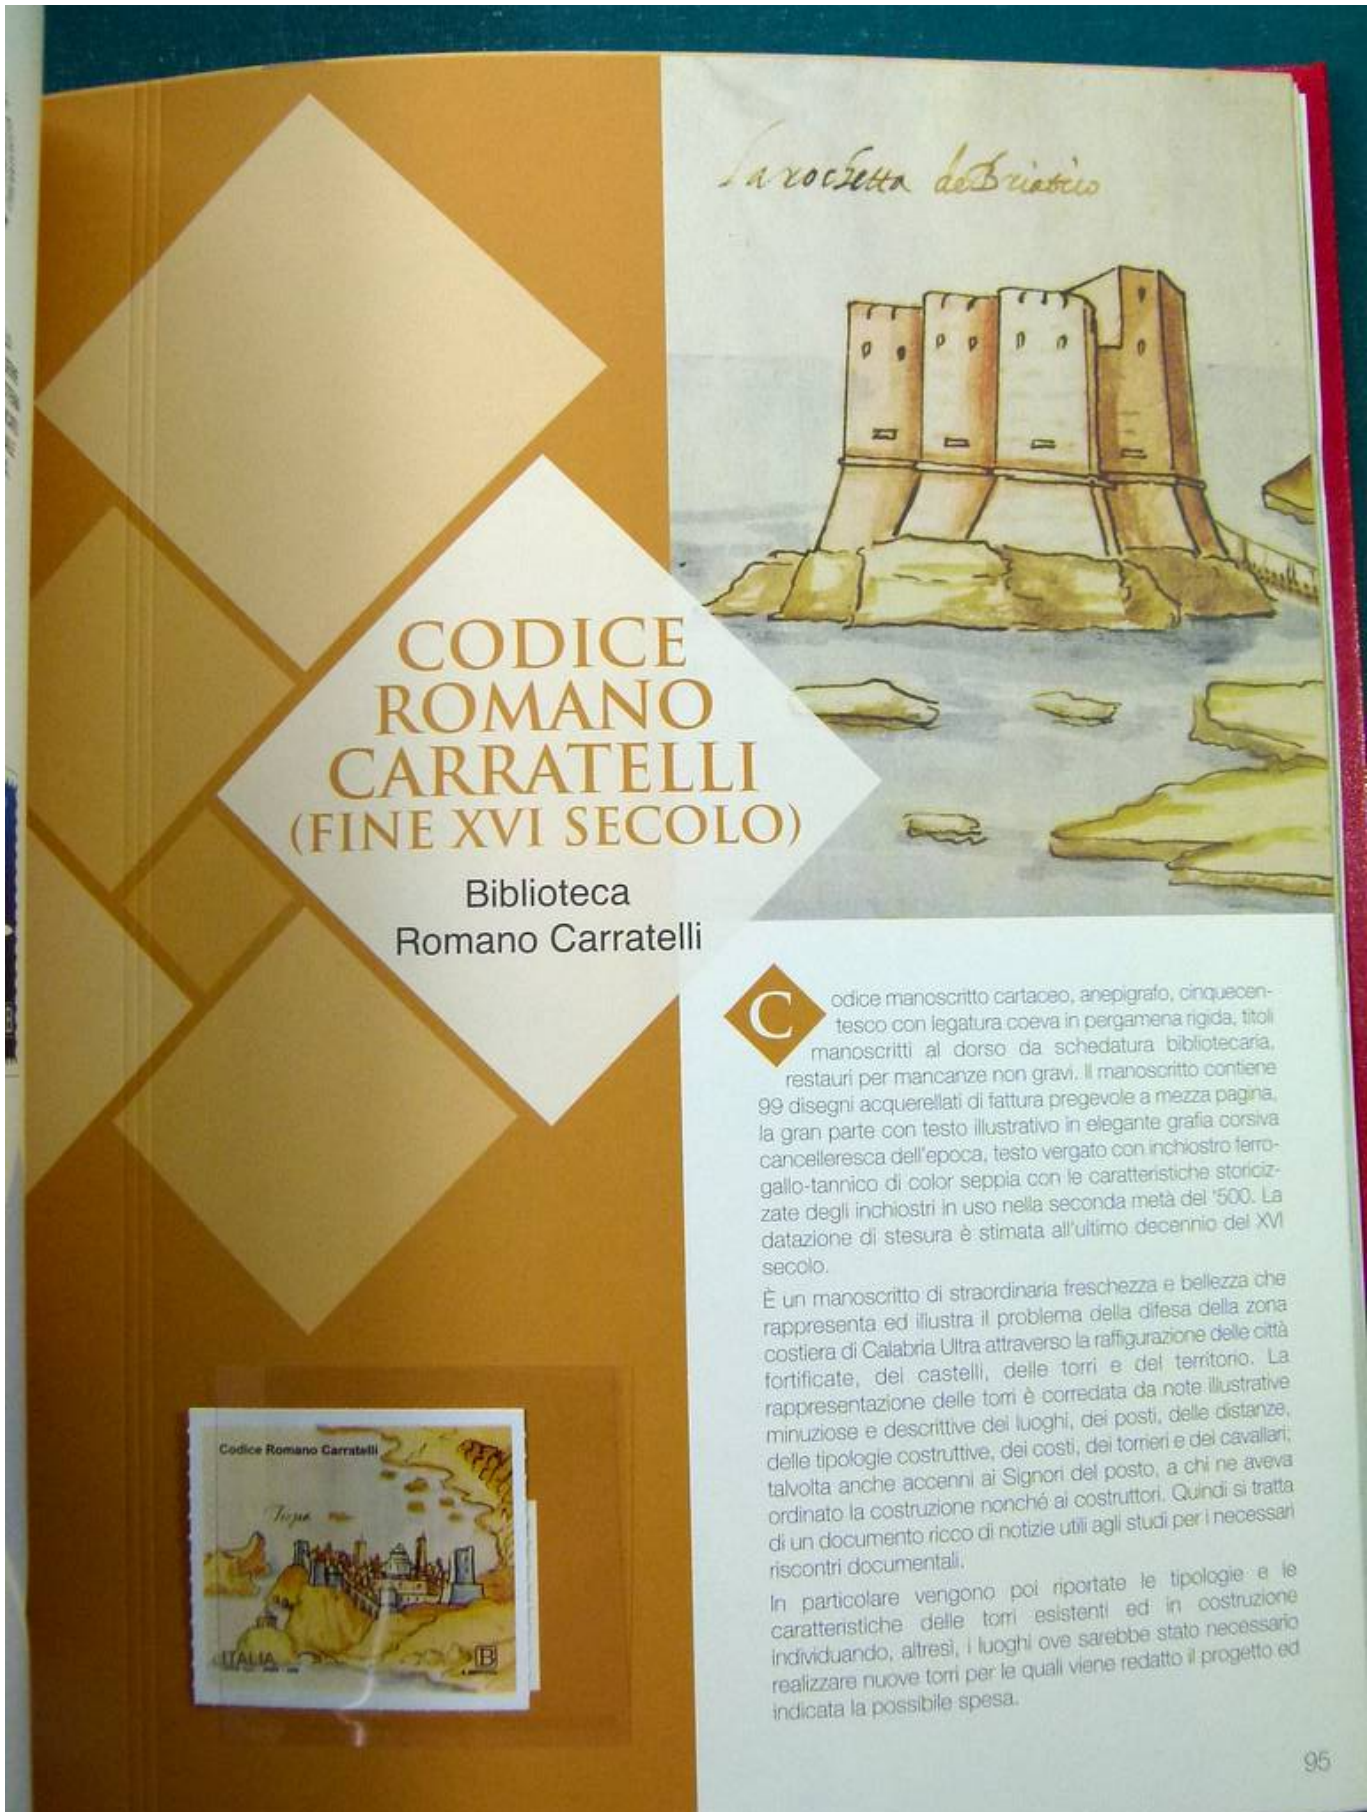 la rochetta de Briatico
CODICE
ROMANO
CARRATELLI
(FINE XVI SECOLO)
Biblioteca
Romano Carratelli
Codice manoscritto cartaceo, anepigrafo, cinquecen-
tesco con legatura coeva in pergamena rigida, titoli
manoscritti al dorso da schedatura bibliotecaria,
restauri per mancanze non gravi. Il manoscritto contiene
99 disegni acquerellati di fattura pregevole a mezza pagina,
la gran parte con testo illustrativo in elegante grafia corsiva
cancelleresca dell'epoca, testo vergato con inchiostro ferro-
gallo-tannico di color seppia con le caratteristiche storiciz-
zate degli inchiostri in uso nella seconda metà del '500. La
datazione di stesura è stimata all'ultimo decennio del XVI
secolo.
È un manoscritto di straordinaria freschezza e bellezza che
rappresenta ed illustra il problema della difesa della zona
costiera di Calabria Ultra attraverso la raffigurazione delle città
fortificate, dei castelli, delle torri e del territorio. La
rappresentazione delle torri è corredata da note illustrative
minuziose e descrittive dei luoghi, dei posti, delle distanze,
delle tipologie costruttive, dei costi, dei torrieri e dei cavallari;
talvolta anche accenni ai Signori del posto, a chi ne aveva
ordinato la costruzione nonché ai costruttori. Quindi si tratta
di un documento ricco di notizie utili agli studi per i necessari
riscontri documentali.
In particolare vengono poi riportate le tipologie e le
caratteristiche delle torri esistenti ed in costruzione
individuando, altresì, i luoghi ove sarebbe stato necessario
realizzare nuove torri per le quali viene redatto il progetto ed
indicata la possibile spesa.
Codice Romano Carratelli
ITALIA
B
95